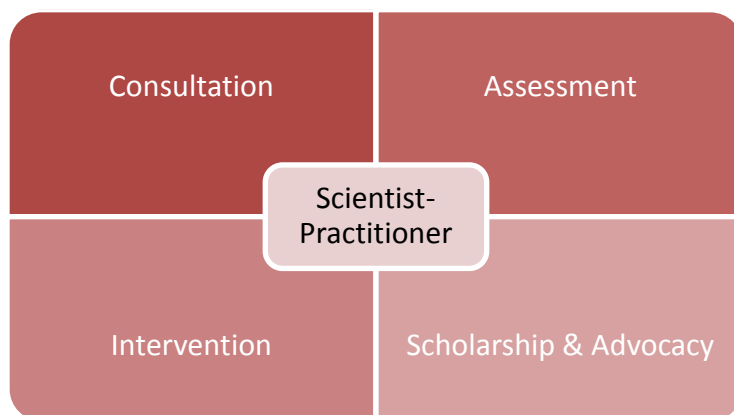 Consultation
Assessment
Scientist-
Practitioner
Intervention
Scholarship & Advocacy